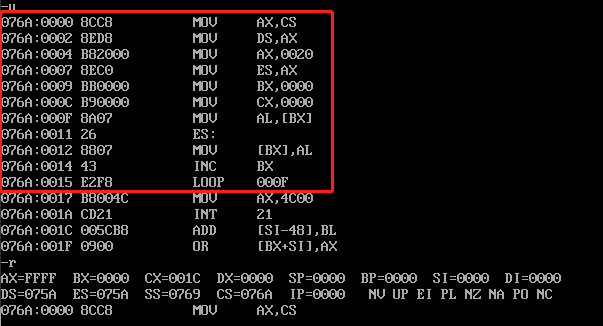 -u
076A:0000 8CC8 MOV AX,CS
076A:0002 8ED8 MOV DS,AX
076A:0004 B82000 MOV AX,0020
076A:0007 8EC0 MOV ES,AX
076A:0009 BB0000 MOV BX,0000
076A:000C B90000 MOV CX,0000
076A:000F 8A07 MOV AL,[BX]
076A:0011 26 ES:
076A:0012 8807 MOV [BX],AL
076A:0014 43 INC BX
076A:0015 E2F8 LOOP 000F
076A:0017 B8004C MOV AX,4C00
076A:001A CD21 INT 21
076A:001C 005CB8 ADD [SI-48],BL
076A:001F 0900 OR [BX+SI],AX
-r
AX=FFFF BX=0000 CX=001C DX=0000 SP=0000 BP=0000 SI=0000 DI=0000
DS=075A ES=075A SS=0769 CS=076A IP=0000 NV UP EI PL NZ NA PO NC
076A:0000 8CC8 MOV AX,CS